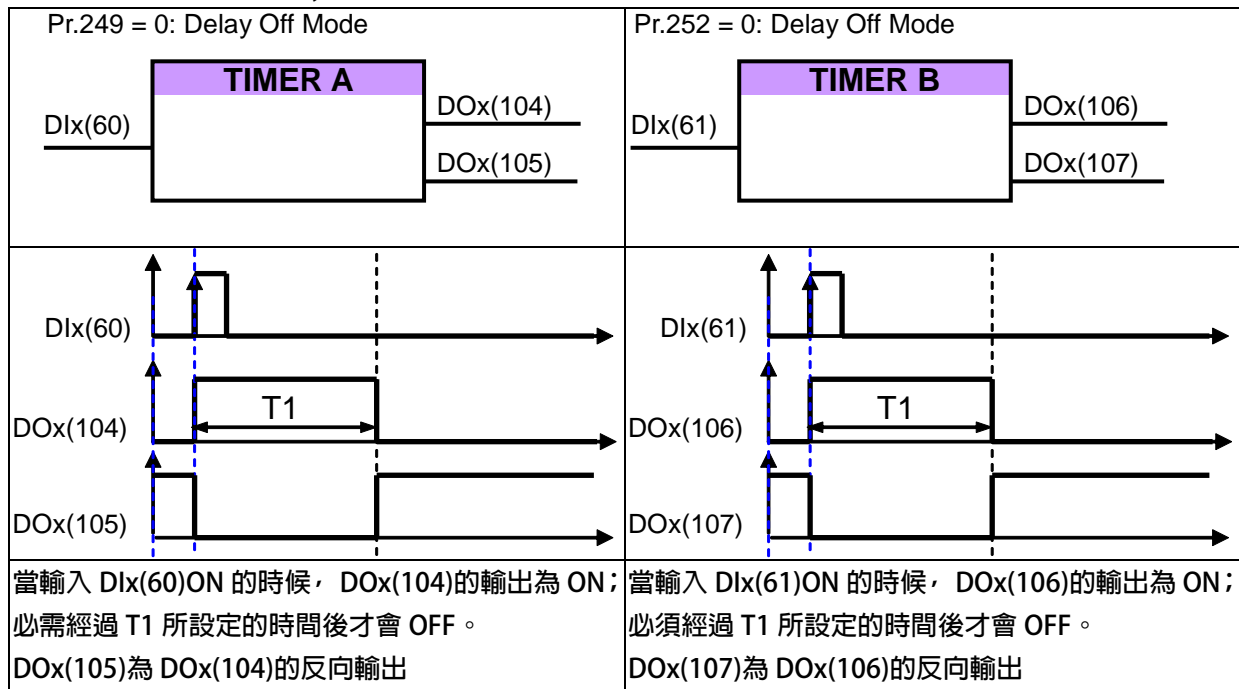 Pr.249 = 0: Delay Off Mode
TIMER A
DIx(60)
DOx(104)
DOx(105)
Pr.252 = 0: Delay Off Mode
TIMER B
DIx(61)
DOx(106)
DOx(107)
DIx(60)
DOx(104)
T1
DOx(105)
DIx(61)
DOx(106)
T1
DOx(107)
當輸入 DIx(60)ON 的時候， DOx(104)的輸出為 ON；
必需經過 T1 所設定的時間後才會 OFF。
DOx(105)為 DOx(104)的反向輸出
當輸入 DIx(61)ON 的時候， DOx(106)的輸出為 ON；
必須經過 T1 所設定的時間後才會 OFF。
DOx(107)為 DOx(106)的反向輸出